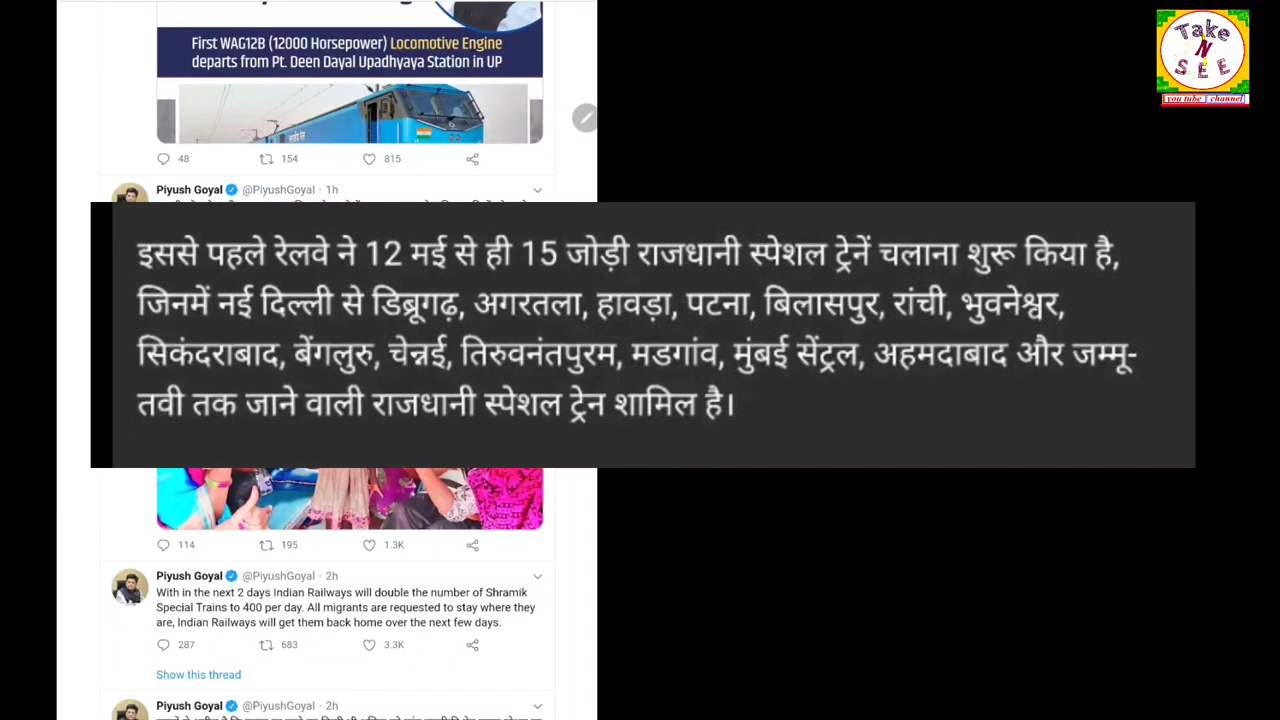 First WAG12B (12000 Horsepower) Locomotive Engine
departs from Pt. Deen Dayal Upadhyaya Station in UP
48 154 815
Piyush Goyal @PiyushGoyal · 1h
इससे पहले रेलवे ने 12 मई से ही 15 जोड़ी राजधानी स्पेशल ट्रेनें चलाना शुरू किया है,
जिनमें नई दिल्ली से डिब्रूगढ़, अगरतला, हावड़ा, पटना, बिलासपुर, रांची, भुवनेश्वर,
सिकंदराबाद, बेंगलुरु, चेन्नई, तिरुवनंतपुरम, मडगांव, मुंबई सेंट्रल, अहमदाबाद और जम्मू-
तवी तक जाने वाली राजधानी स्पेशल ट्रेन शामिल है।
114 195 1.3K
Piyush Goyal @PiyushGoyal · 2h
With in the next 2 days Indian Railways will double the number of Shramik
Special Trains to 400 per day. All migrants are requested to stay where they
are, Indian Railways will get them back home over the next few days.
287 683 3.3K
Show this thread
Piyush Goyal @PiyushGoyal · 2h
Take
N
SEE
you tube channel